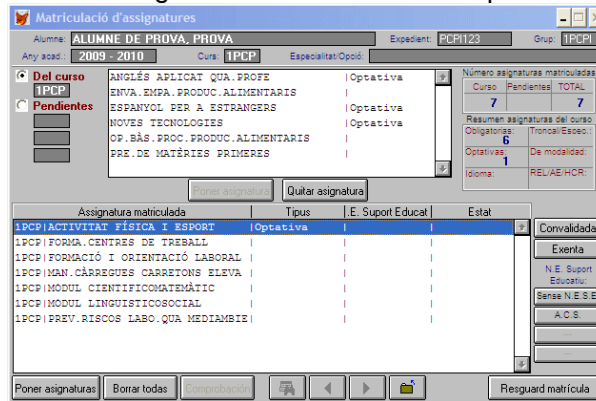 Matriculació d'assignatures
Alumne: ALUMNE DE PROVA, PROVA Expedient: PCPI123 Grup: 1PCPI
Any acad.: 2009 - 2010 Curs: 1PCP Especialitat/Opció:
Del curso
1PCP
Pendientes
ANGLÉS APLICAT QUA.PROFE |Optativa
ENVA.EMPA.PRODUC.ALIMENTARIS |
ESPANYOL PER A ESTRANGERS |Optativa
NOVES TECNOLOGIES |Optativa
OP.BÀS.PROC.PRODUC.ALIMENTARIS |
PRE.DE MATÈRIES PRIMERES |
Número asignaturas matriculadas
Curso Pendientes TOTAL
7 7
Resumen asignaturas del curso
Obligatorias: 6 Troncal/Espec.:
Optativas: 1 De modalidad:
Idioma: REL/AE/HCR:
Poner asignatura Quitar asignatura
Assignatura matriculada | Tipus | .E. Suport Educat | Estat
1PCP|ACTIVITAT FÍSICA I ESPORT |Optativa | |
1PCP|FORMA.CENTRES DE TREBALL | | |
1PCP|FORMACIÓ I ORIENTACIÓ LABORAL | | |
1PCP|MAN.CÀRREGUES CARRETONS ELEVA | | |
1PCP|MODUL CIENTIFICOMATEMÀTIC | | |
1PCP|MODUL LINGUISTICOSOCIAL | | |
1PCP|PREV.RISCOS LABO.QUA MEDIAMBIE| | |
Convalidada
Exenta
N.E. Suport
Educatiu:
Sense N.E.S.E
A.C.S.
Poner asignaturas Borrar todas Comprobación Resguard matrícula